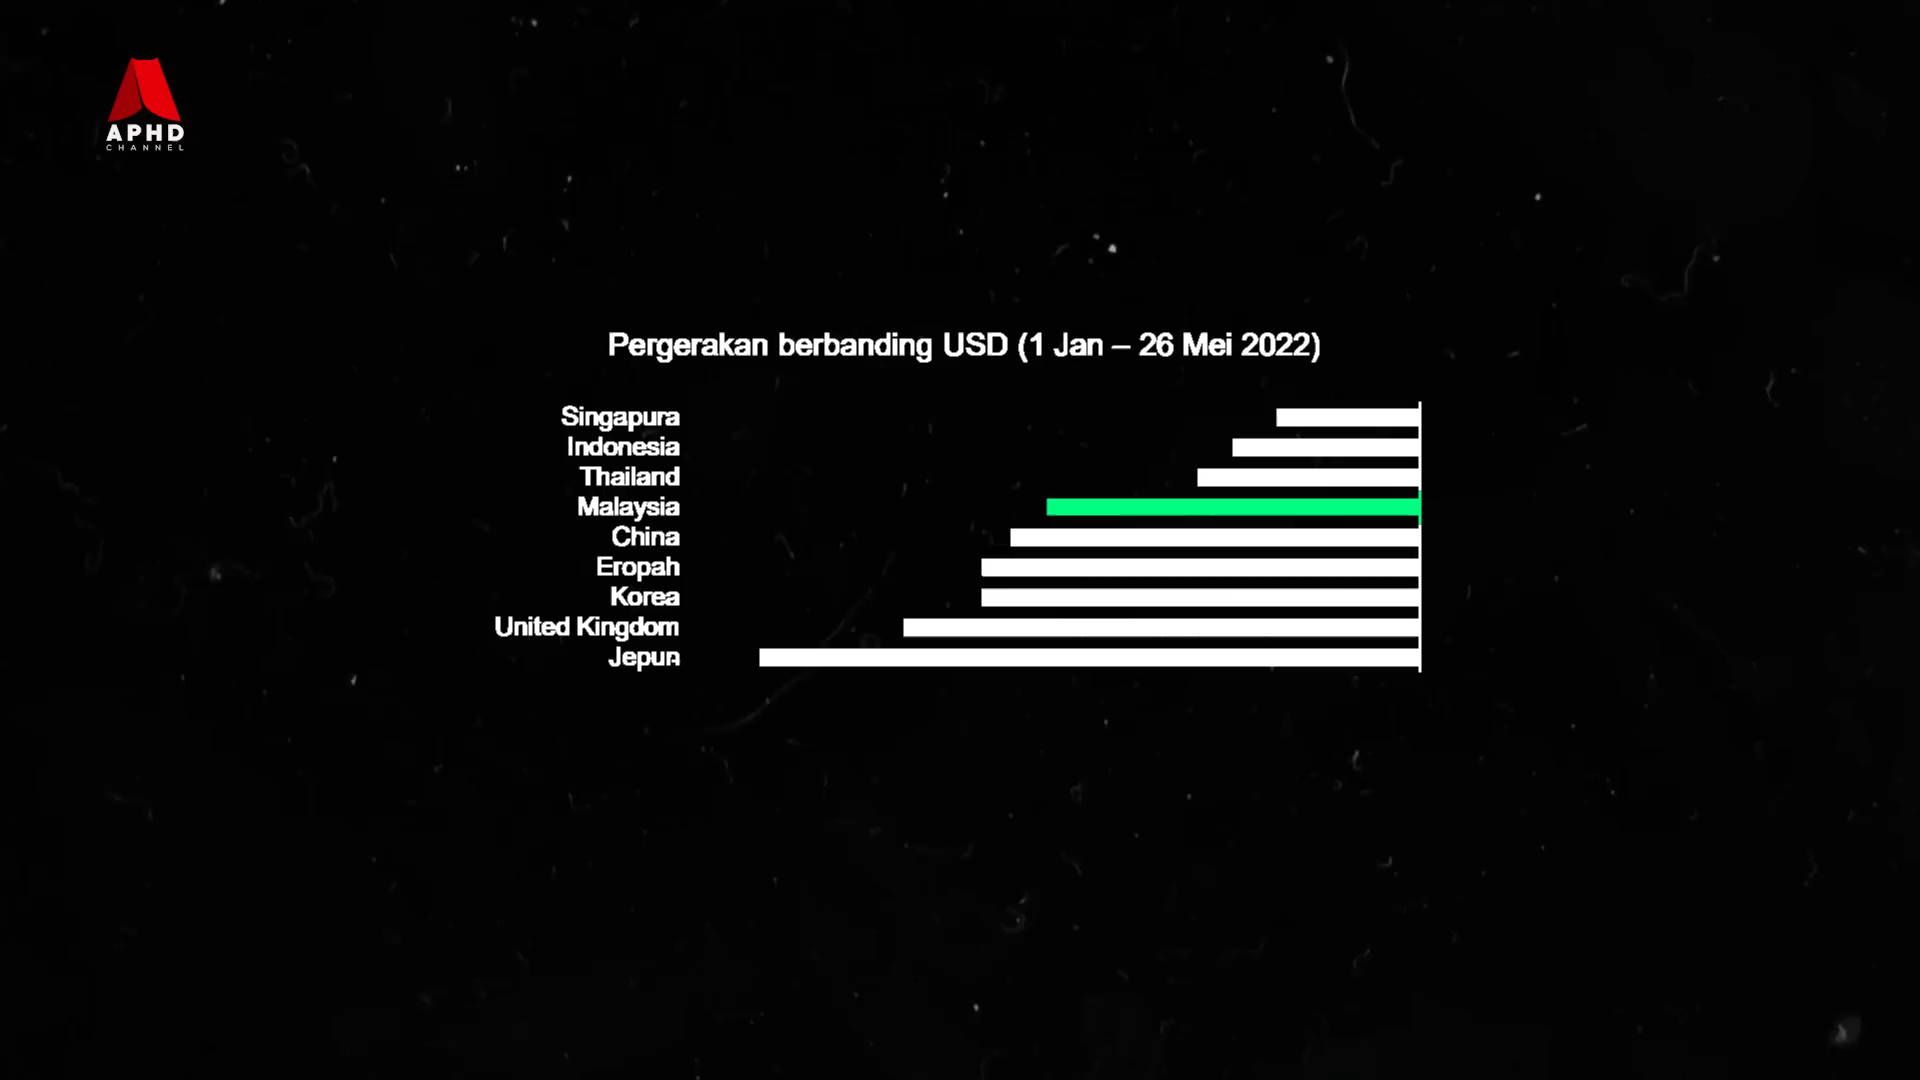 APHD
CHANNEL
Pergerakan berbanding USD (1 Jan – 26 Mei 2022)
Singapura
Indonesia
Thailand
Malaysia
China
Eropah
Korea
United Kingdom
Jepun